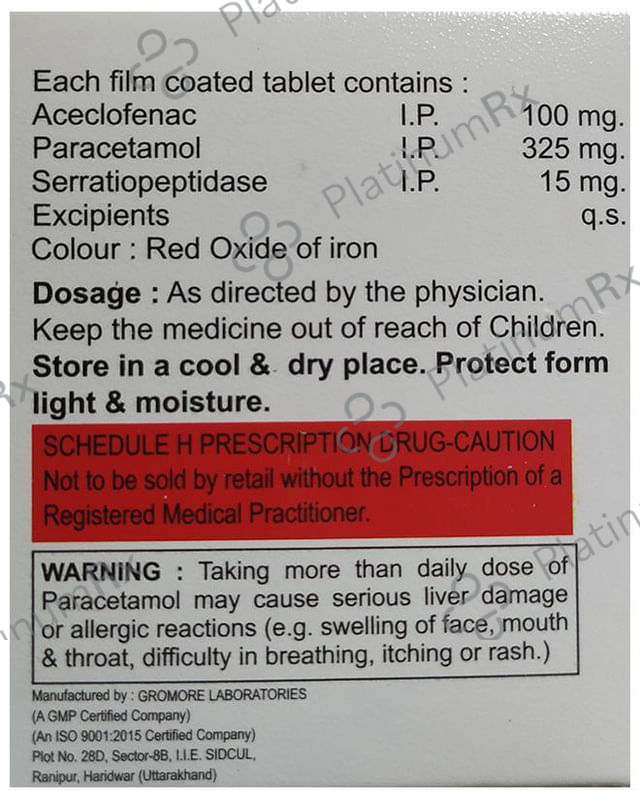 Each film coated tablet contains :
Aceclofenac I.P. 100 mg.
Paracetamol I.P. 325 mg.
Serratiopeptidase I.P. 15 mg.
Excipients q.s.
Colour : Red Oxide of iron
Dosage : As directed by the physician.
Keep the medicine out of reach of Children.
Store in a cool & dry place. Protect form
light & moisture.
SCHEDULE H PRESCRIPTION DRUG-CAUTION
Not to be sold by retail without the Prescription of a
Registered Medical Practitioner.
WARNING : Taking more than daily dose of
Paracetamol may cause serious liver damage
or allergic reactions (e.g. swelling of face, mouth
& throat, difficulty in breathing, itching or rash.)
Manufactured by : GROMORE LABORATORIES
(A GMP Certified Company)
(An ISO 9001:2015 Certified Company)
Plot No. 28D, Sector-8B, I.I.E. SIDCUL,
Ranipur, Haridwar (Uttarakhand)
PlatinumRx
PlatinumRx